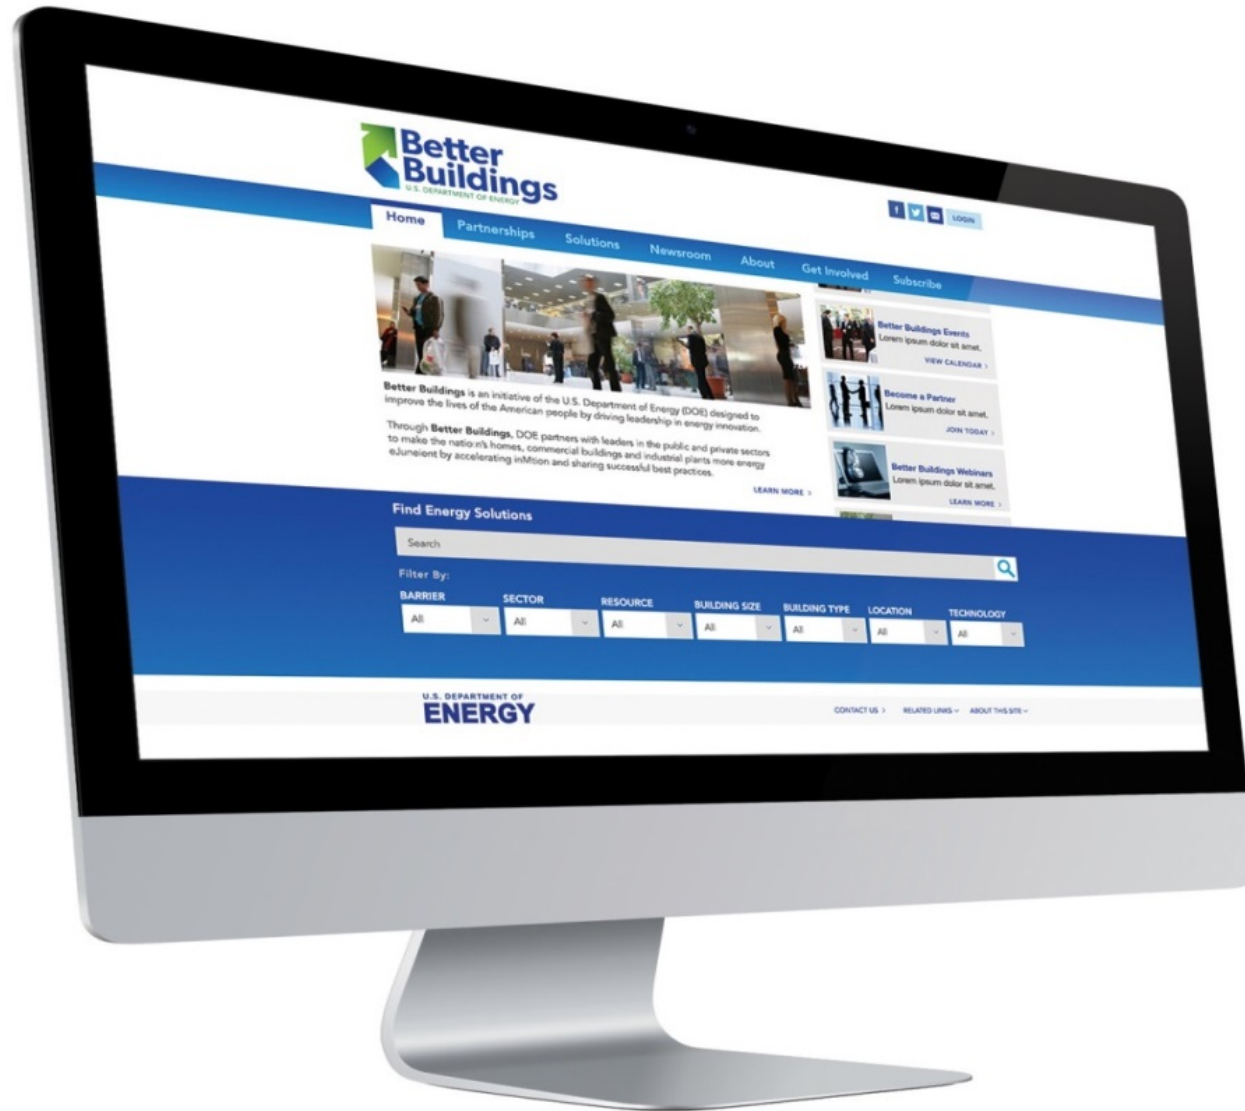 Better
Buildings
U.S. DEPARTMENT OF ENERGY
f
LOGIN
Home Partnerships Solutions Newsroom About Get Involved Subscribe
Better Buildings is an initiative of the U.S. Department of Energy (DOE) designed to
improve the lives of the American people by driving leadership in energy innovation.
Through Better Buildings, DOE partners with leaders in the public and private sectors
to make the natio:n's homes, commercial buildings and industrial plants more energy
eJuneient by accelerating inMtion and sharing successful best practices.
LEARN MORE >
Better Buildings Events
Lorem ipsum dolor sit amet.
VIEW CALENDAR >
Become a Partner
Lorem ipsum dolor sit amet.
JOIN TODAY >
Better Buildings Webinars
Lorem ipsum dolor sit amet.
LEARN MORE >
Find Energy Solutions
Search
Filter By:
BARRIER SECTOR RESOURCE BUILDING SIZE BUILDING TYPE LOCATION TECHNOLOGY
All All All All All All All
U.S. DEPARTMENT OF
ENERGY
CONTACT US > RELATED LINKS ABOUT THIS SITE